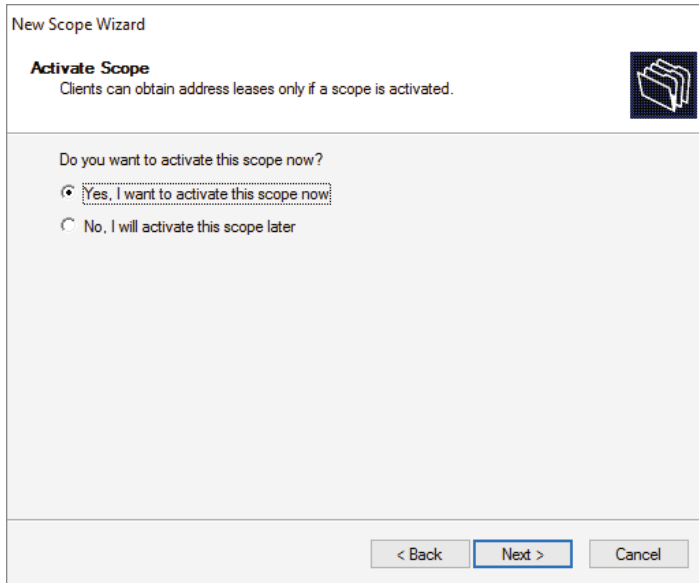 New Scope Wizard
Activate Scope
Clients can obtain address leases only if a scope is activated.
Do you want to activate this scope now?
Yes, I want to activate this scope now
No, I will activate this scope later
< Back
Next >
Cancel